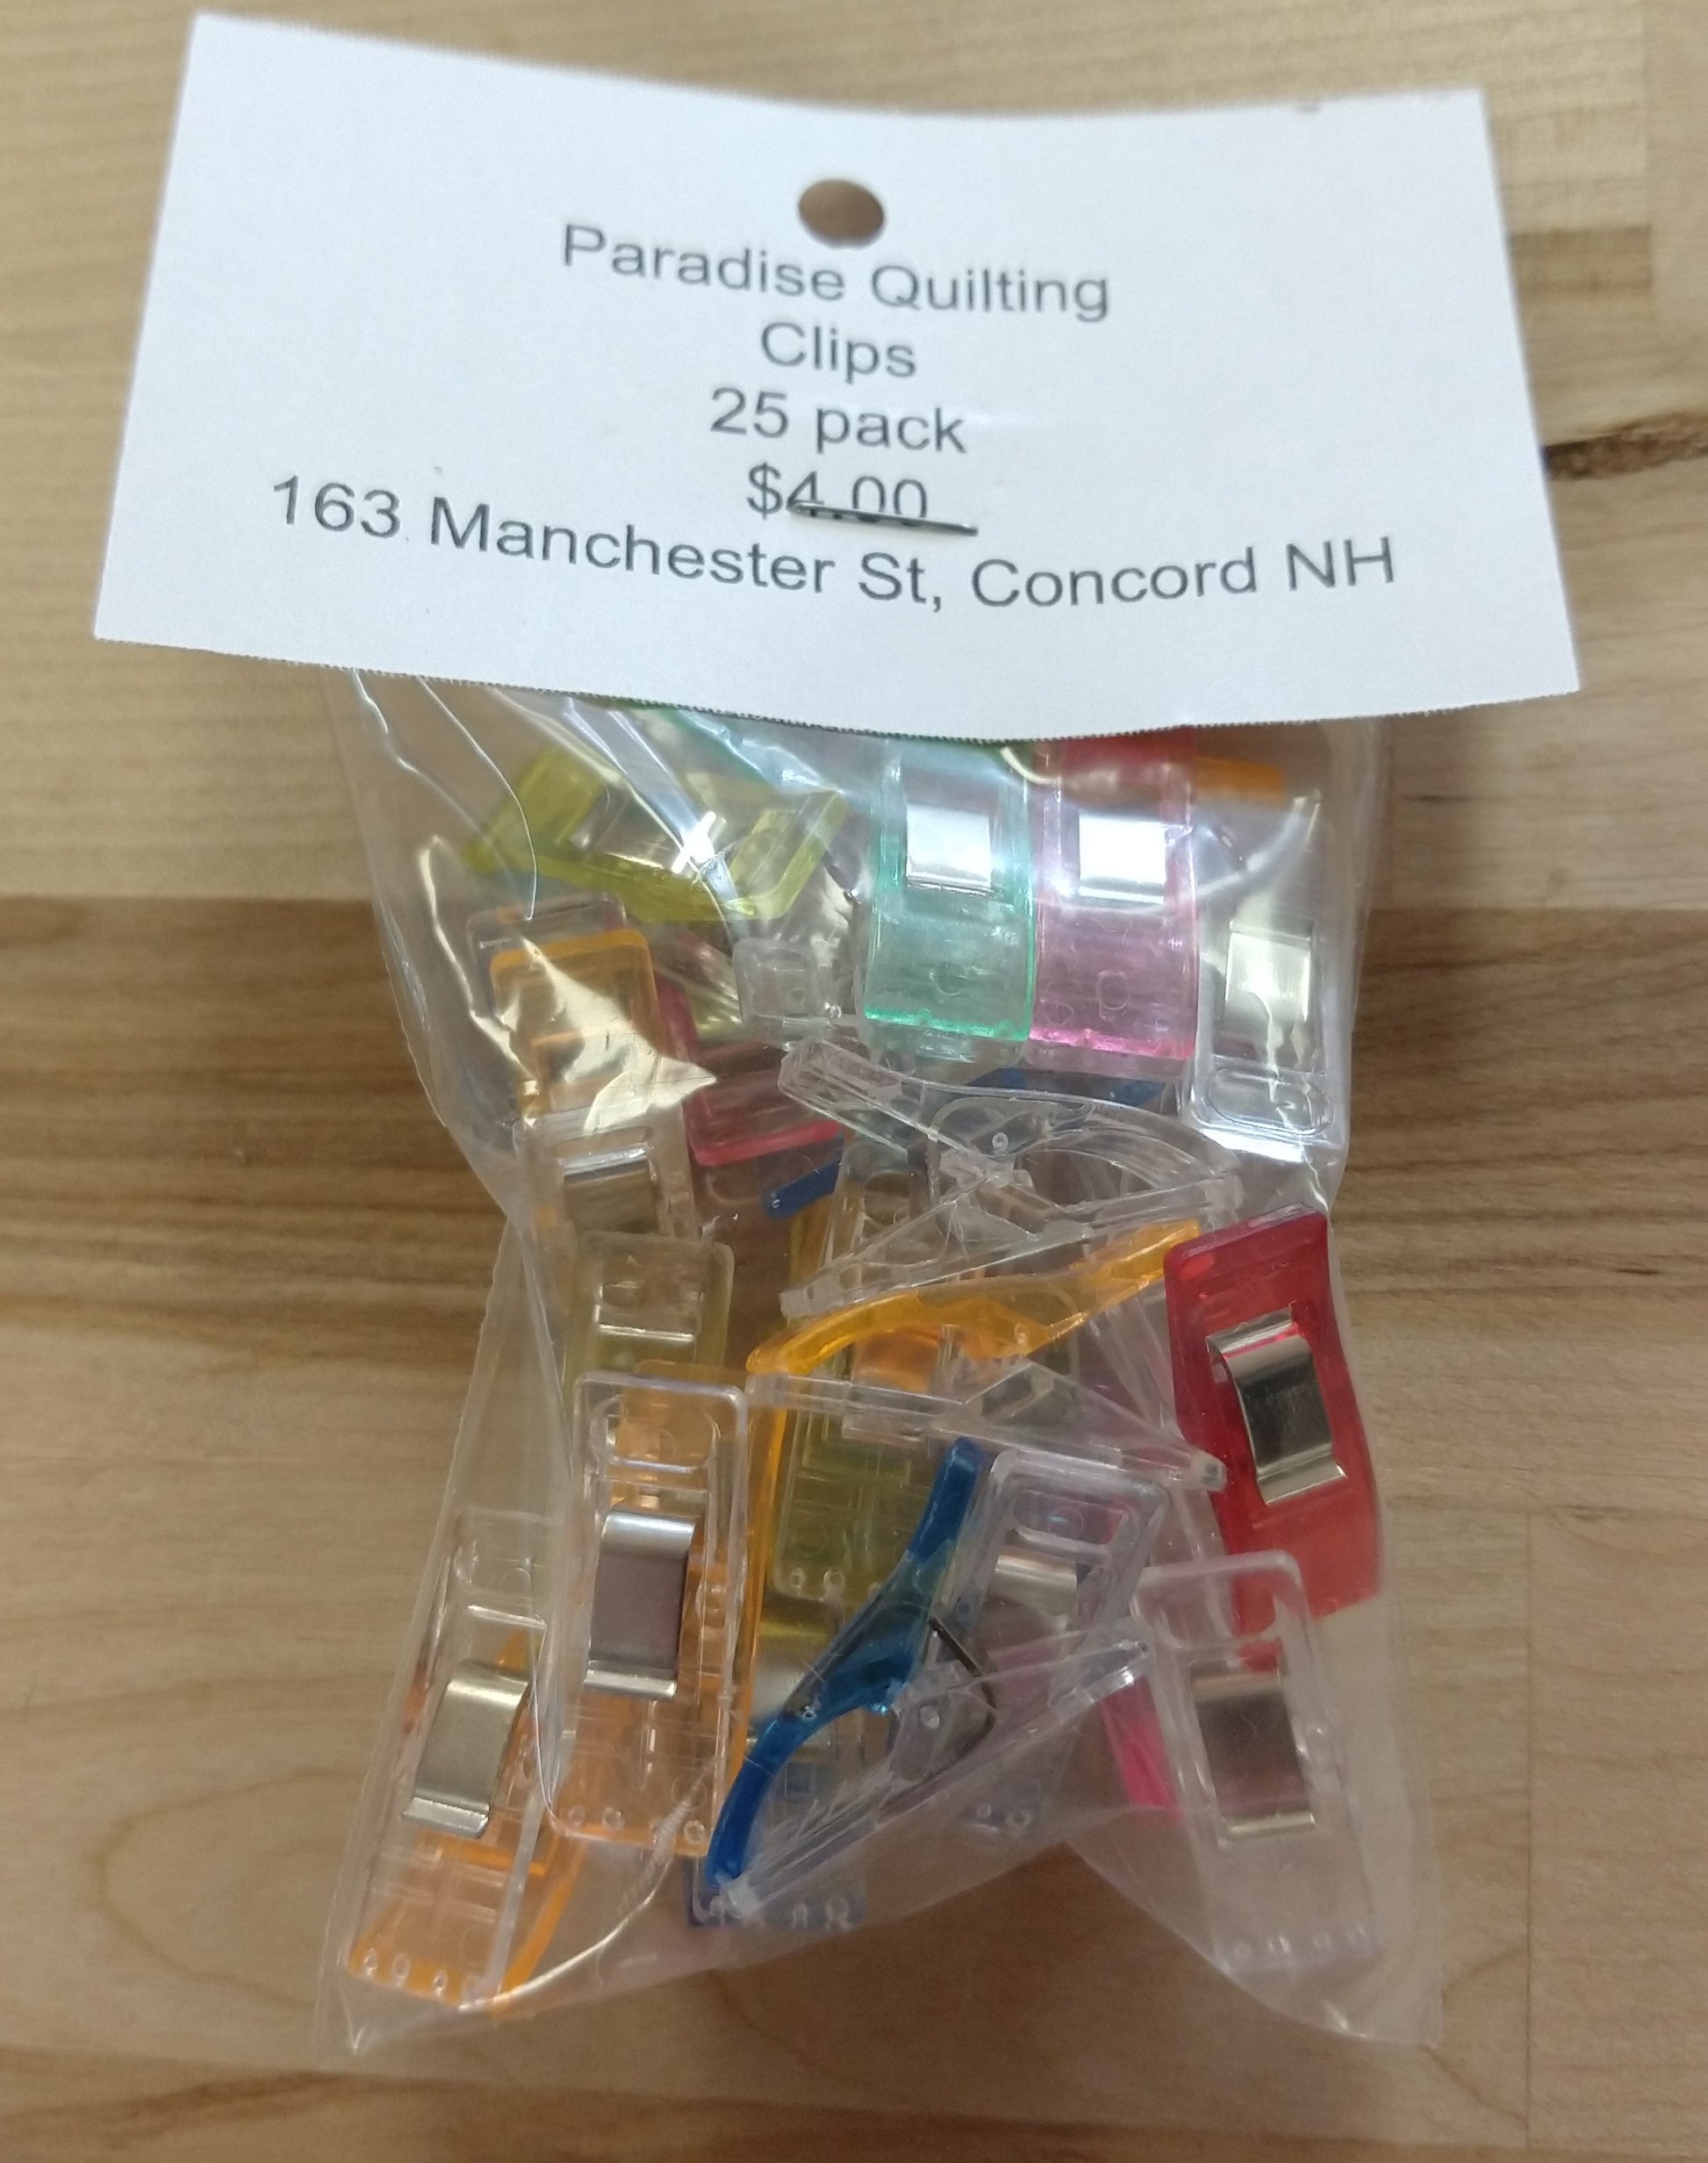 Paradise Quilting
Clips
25 pack
$4.00
163 Manchester St, Concord NH